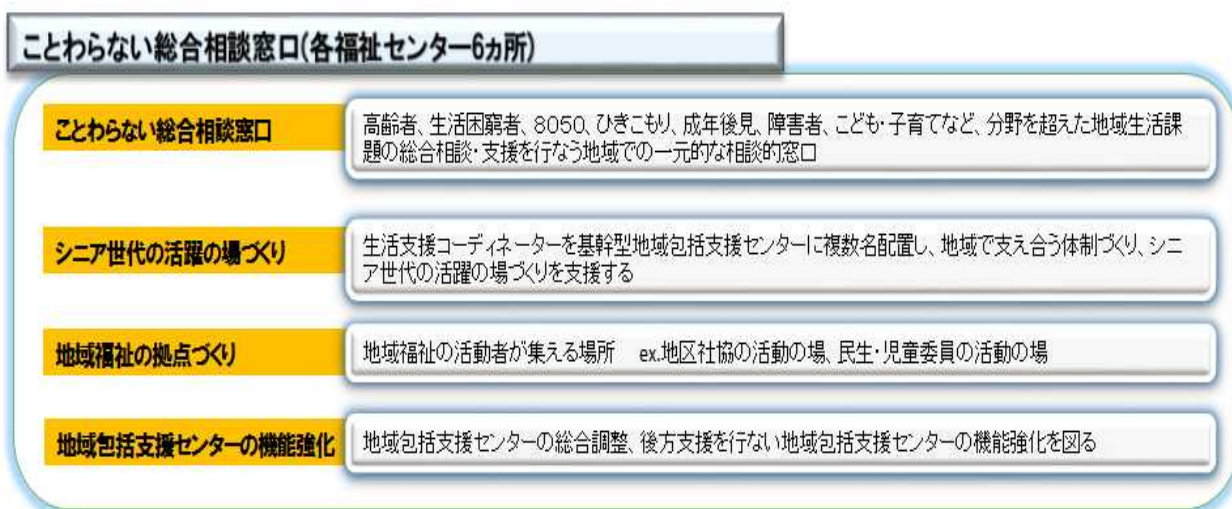 ことわらない総合相談窓口(各福祉センター6ヵ所)
ことわらない総合相談窓口
高齢者、生活困窮者、8050、ひきこもり、成年後見、障害者、こども・子育てなど、分野を超えた地域生活課
題の総合相談・支援を行なう地域での一元的な相談的窓口
シニア世代の活躍の場づくり
生活支援コーディネーターを基幹型地域包括支援センターに複数名配置し、地域で支え合う体制づくり、シニ
ア世代の活躍の場づくりを支援する
地域福祉の拠点づくり
地域福祉の活動者が集える場所　ex.地区社協の活動の場、民生・児童委員の活動の場
地域包括支援センターの機能強化
地域包括支援センターの総合調整、後方支援を行ない地域包括支援センターの機能強化を図る